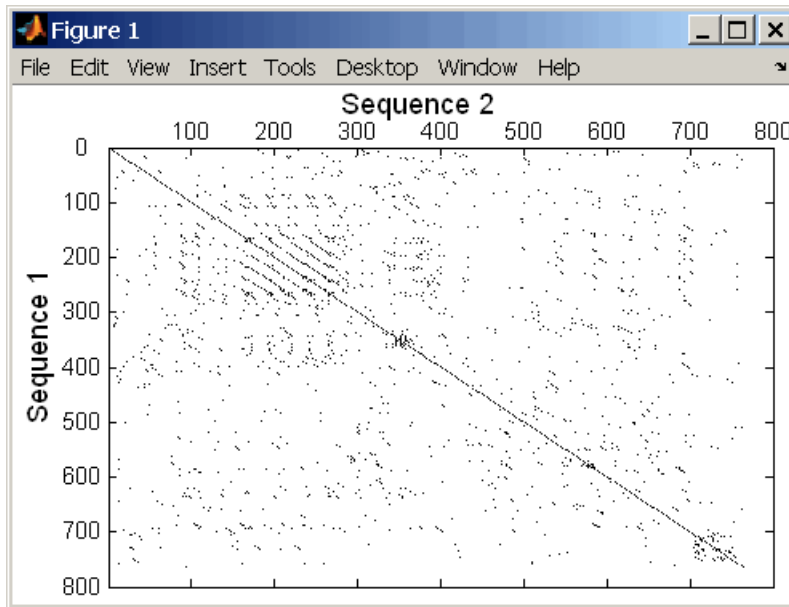 Figure 1
File Edit View Insert Tools Desktop Window Help
Sequence 2
100 200 300 400 500 600 700 800
0
100
200
300
400
500
600
700
800
Sequence 1